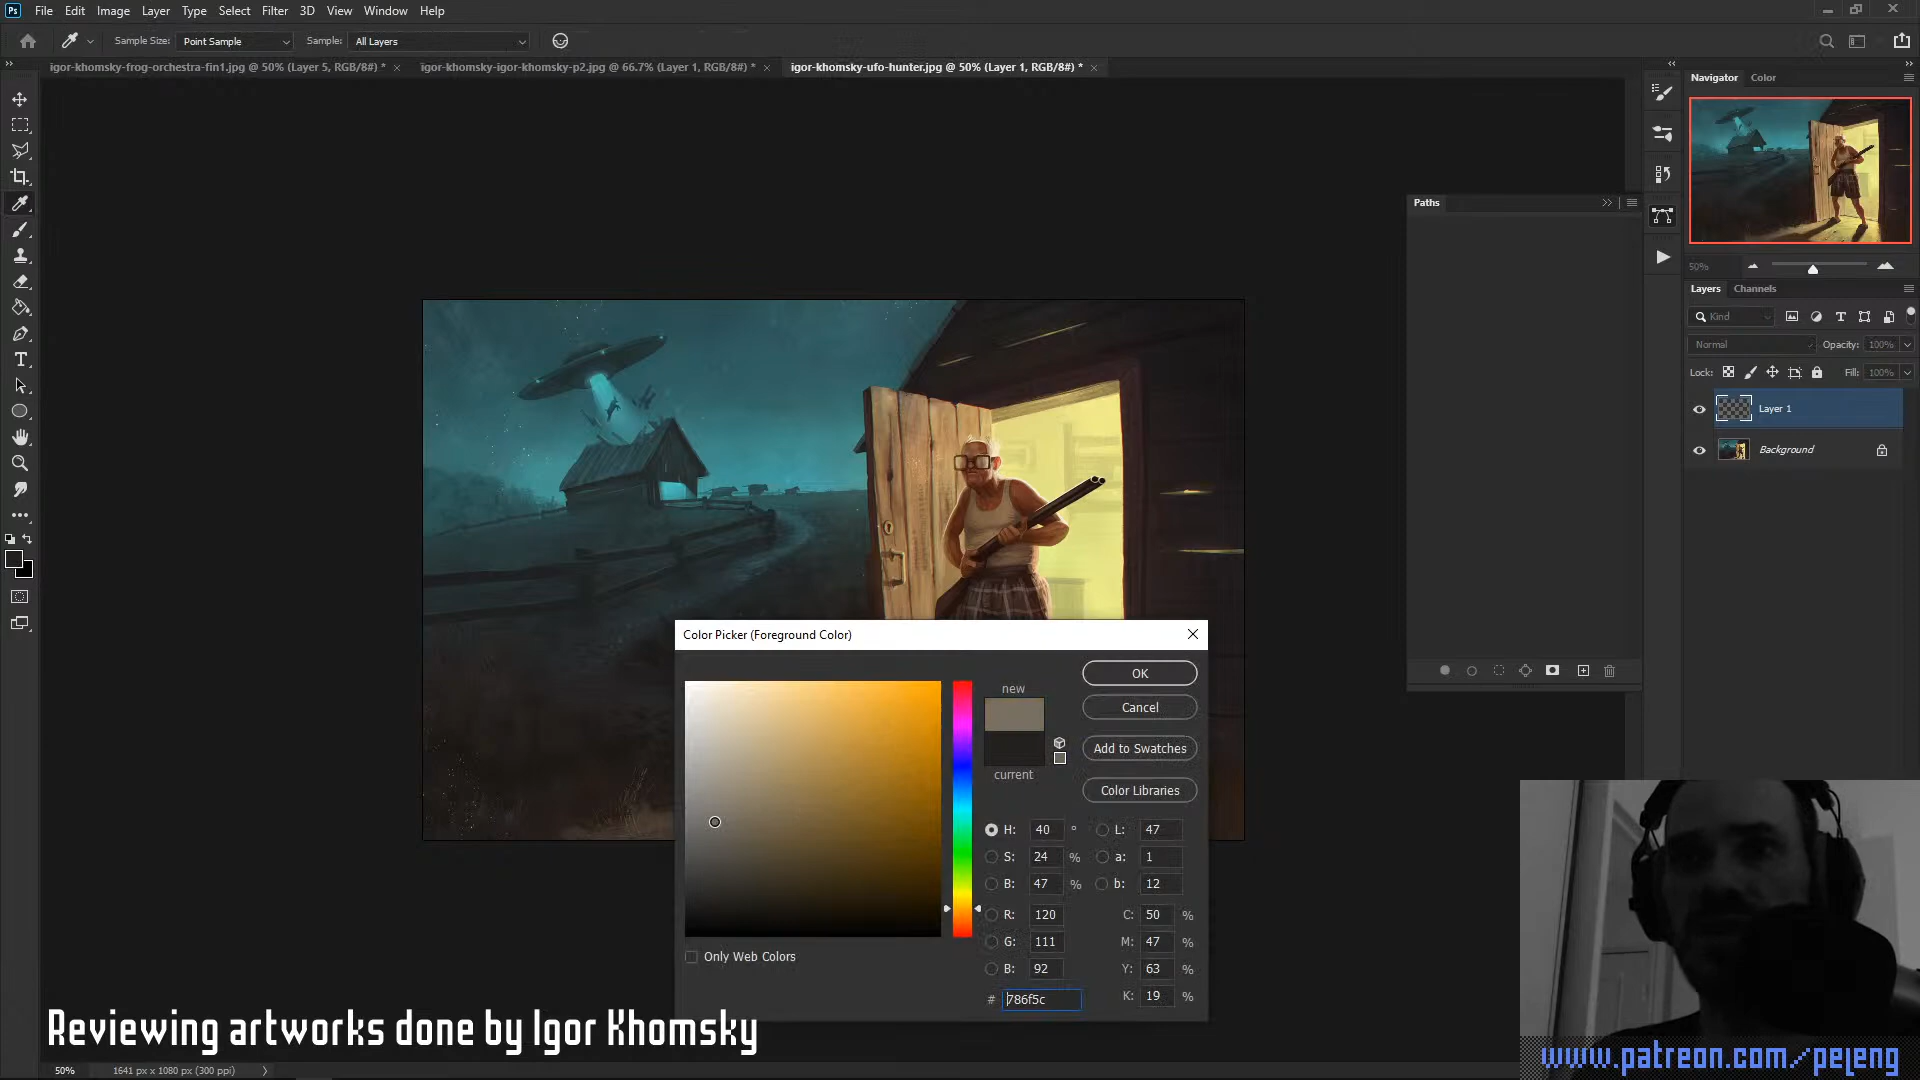 Ps File Edit Image Layer Type Select Filter 3D View Window Help
Sample Size: Point Sample Sample: All Layers
igor-khomsky-frog-orchestra-fin1.jpg @ 50% (Layer 5, RGB/8#) * igor-khomsky-igor-khomsky-p2.jpg @ 66.7% (Layer 1, RGB/8#) * igor-khomsky-ufo-hunter.jpg @ 50% (Layer 1, RGB/8#) *
Navigator Color
Paths
50%
Layers Channels
Kind
Normal Opacity: 100%
Lock: Fill: 100%
Layer 1
Background
Color Picker (Foreground Color)
new
current
OK
Cancel
Add to Swatches
Color Libraries
H: 40 ° L: 47
S: 24 % a: 1
B: 47 % b: 12
R: 120 C: 50 %
G: 111 M: 47 %
B: 92 Y: 63 %
# 786f5c K: 19 %
Only Web Colors
Reviewing artworks done by Igor Khomsky
www.patreon.com/peleng
50% 1641 px x 1080 px (300 ppi)